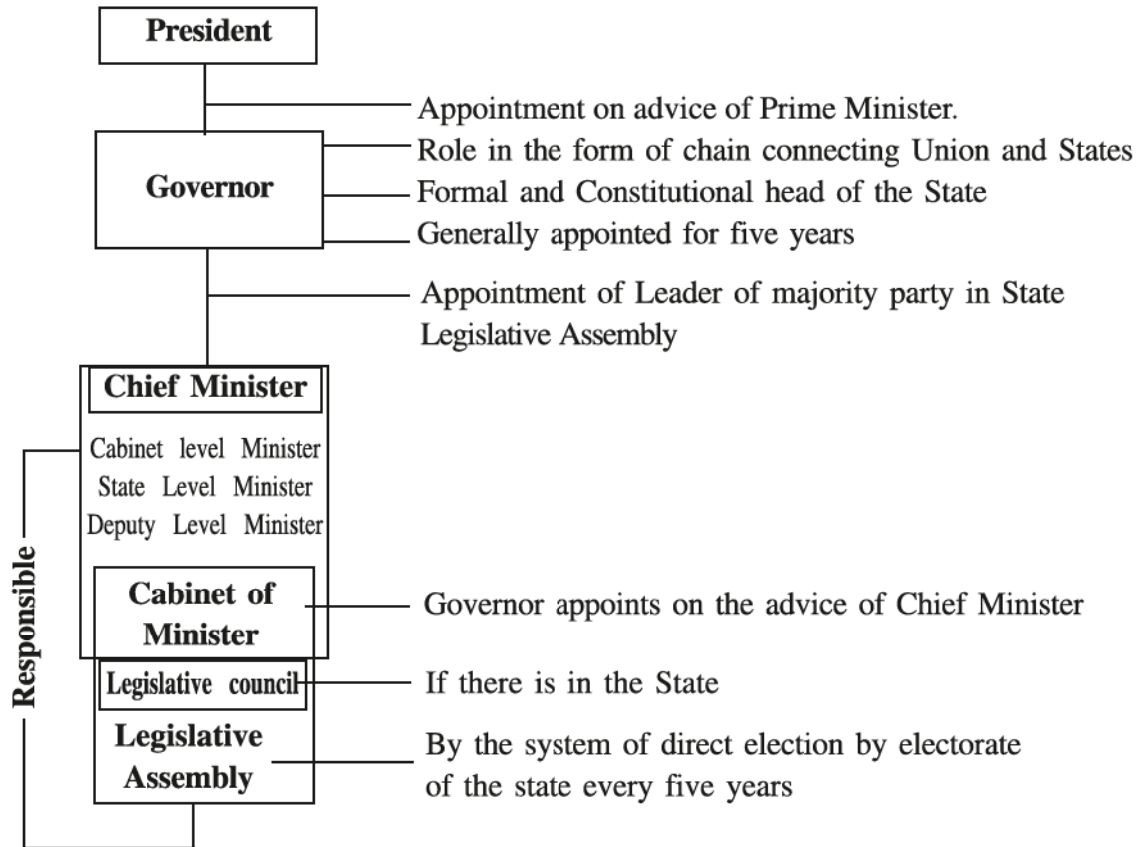 President
Appointment on advice of Prime Minister.
Role in the form of chain connecting Union and States
Governor
Formal and Constitutional head of the State
Generally appointed for five years
Appointment of Leader of majority party in State
Legislative Assembly
Chief Minister
Cabinet level Minister
State Level Minister
Deputy Level Minister
Responsible
Cabinet of
Minister
Governor appoints on the advice of Chief Minister
Legislative council
If there is in the State
Legislative
Assembly
By the system of direct election by electorate
of the state every five years